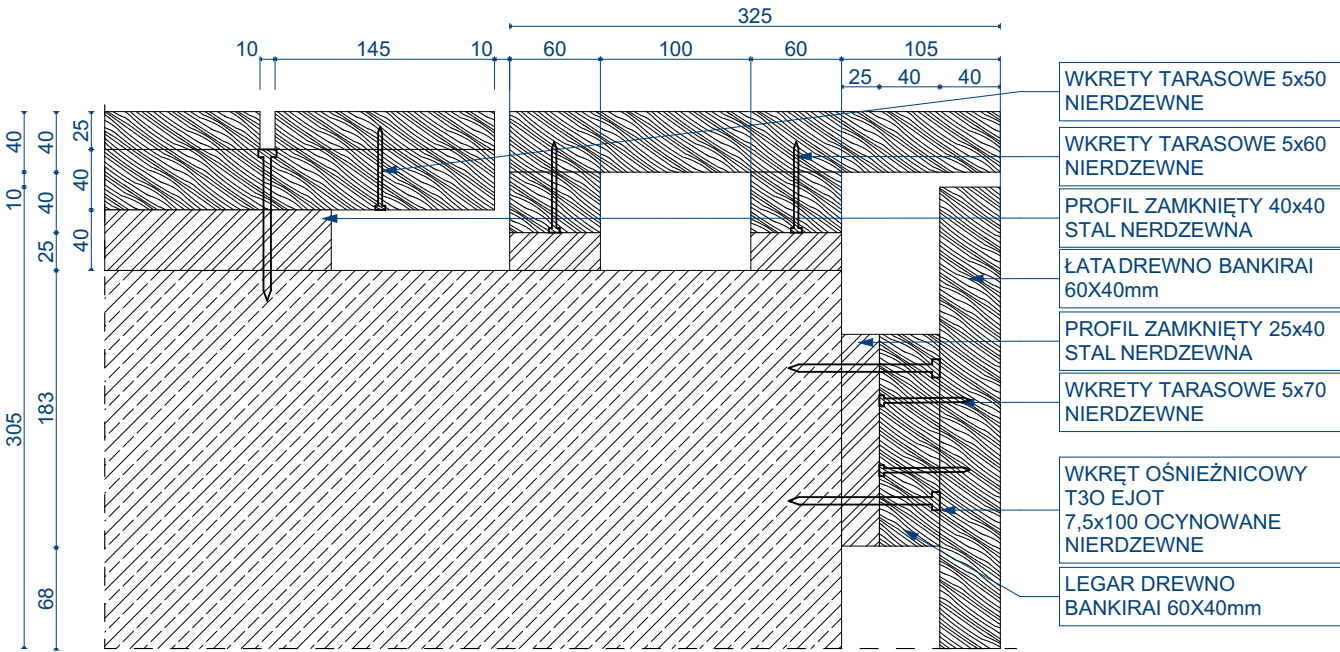 325
10
145
10
60
100
60
105
25
40
40
40
10
305
40
40
25
183
68
25
40
40
WKRETY TARASOWE 5x50
NIERDZEWNE
WKRETY TARASOWE 5x60
NIERDZEWNE
PROFIL ZAMKNIĘTY 40x40
STAL NERDZEWNA
ŁATA DREWNO BANKIRAI
60X40mm
PROFIL ZAMKNIĘTY 25x40
STAL NERDZEWNA
WKRETY TARASOWE 5x70
NIERDZEWNE
WKRĘT OŚNIEŻNICOWY
T3O EJOT
7,5x100 OCYNOWANE
NIERDZEWNE
LEGAR DREWNO
BANKIRAI 60X40mm